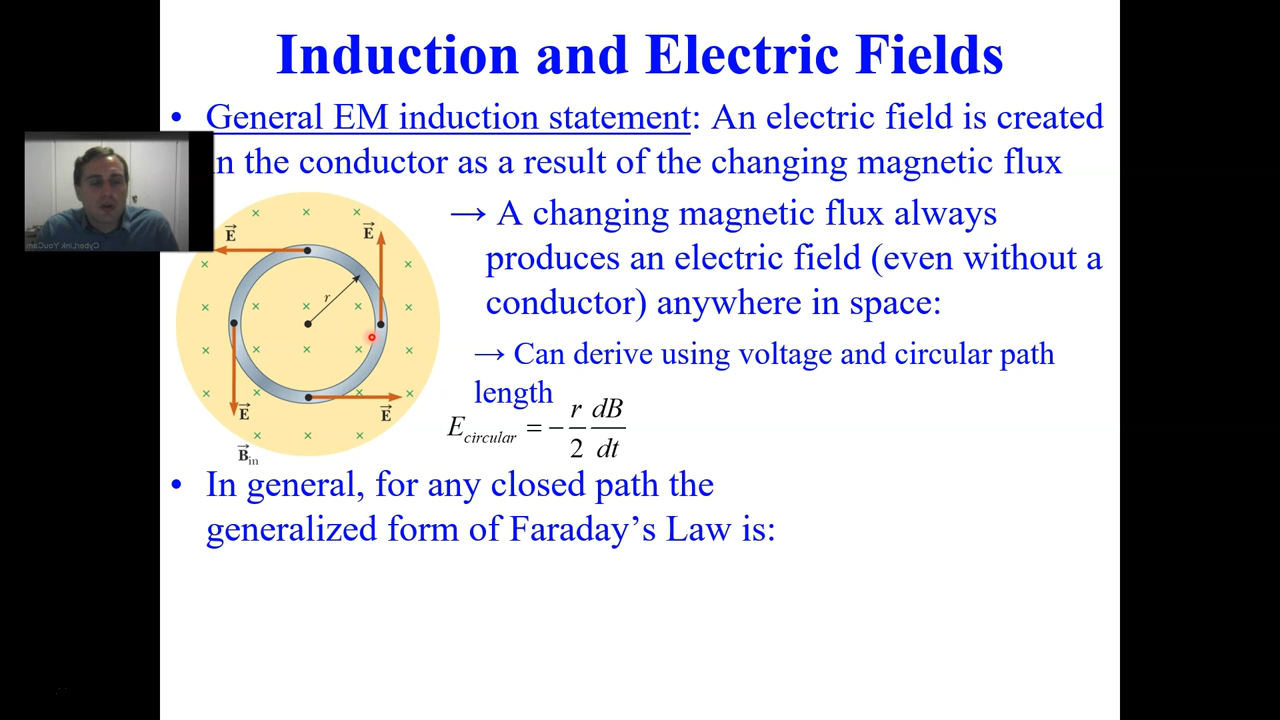 Induction and Electric Fields
• General EM induction statement: An electric field is created
in the conductor as a result of the changing magnetic flux
→ A changing magnetic flux always
produces an electric field (even without a
conductor) anywhere in space:
→ Can derive using voltage and circular path
length
E_circular = − r/2 dB/dt
E
E
r
E
E
B_in
• In general, for any closed path the
generalized form of Faraday’s Law is:
CyberLink YouCam